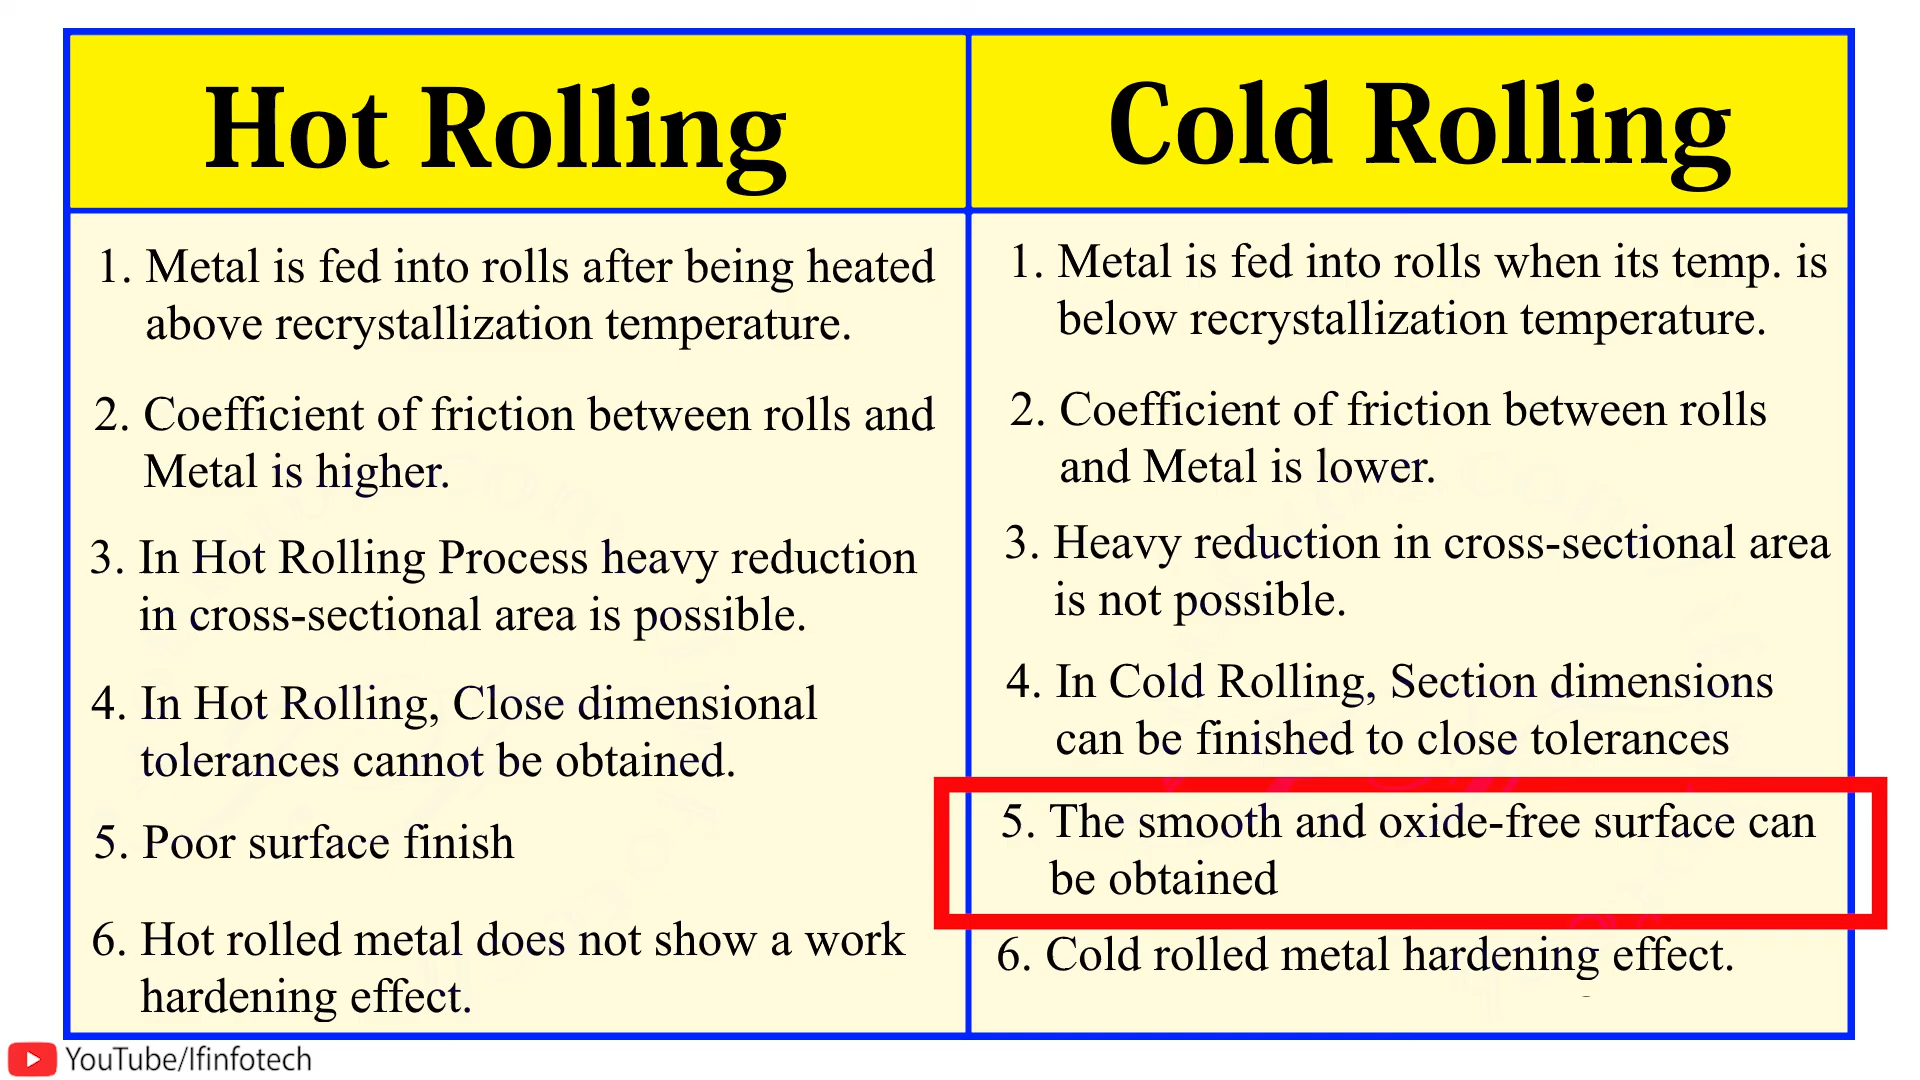 Hot Rolling
1. Metal is fed into rolls after being heated
above recrystallization temperature.
2. Coefficient of friction between rolls and
Metal is higher.
3. In Hot Rolling Process heavy reduction
in cross-sectional area is possible.
4. In Hot Rolling, Close dimensional
tolerances cannot be obtained.
5. Poor surface finish
6. Hot rolled metal does not show a work
hardening effect.
Cold Rolling
1. Metal is fed into rolls when its temp. is
below recrystallization temperature.
2. Coefficient of friction between rolls
and Metal is lower.
3. Heavy reduction in cross-sectional area
is not possible.
4. In Cold Rolling, Section dimensions
can be finished to close tolerances
5. The smooth and oxide-free surface can
be obtained
6. Cold rolled metal hardening effect.
YouTube/lfinfotech